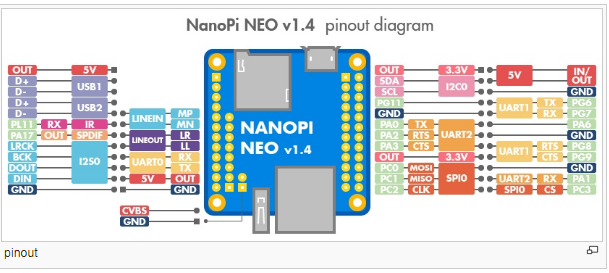 NanoPi NEO v1.4 pinout diagram
OUT 5V
D+ USB1
D-
D+ USB2
D-
PL11 RX IR
PA17 OUT SPDIF
LRCK I2S0
BCK
DOUT
DIN
GND
LINEIN MP
MN
LINEOUT LR
LL
UART0 RX
TX
5V OUT
GND
CVBS
GND
NANOPI
NEO v1.4
OUT 3.3V
SDA I2C0
SCL
PG11
GND
PA0 TX UART2
PA2 RTS
PA3 CTS
OUT 3.3V
PC0 MOSI SPI0
PC1 MISO
PC2 CLK
5V IN/
OUT
GND
UART1 TX PG6
RX PG7
PA6
GND
UART1 RTS PG8
CTS PG9
GND
UART2 RX PA1
SPI0 CS PC3
pinout